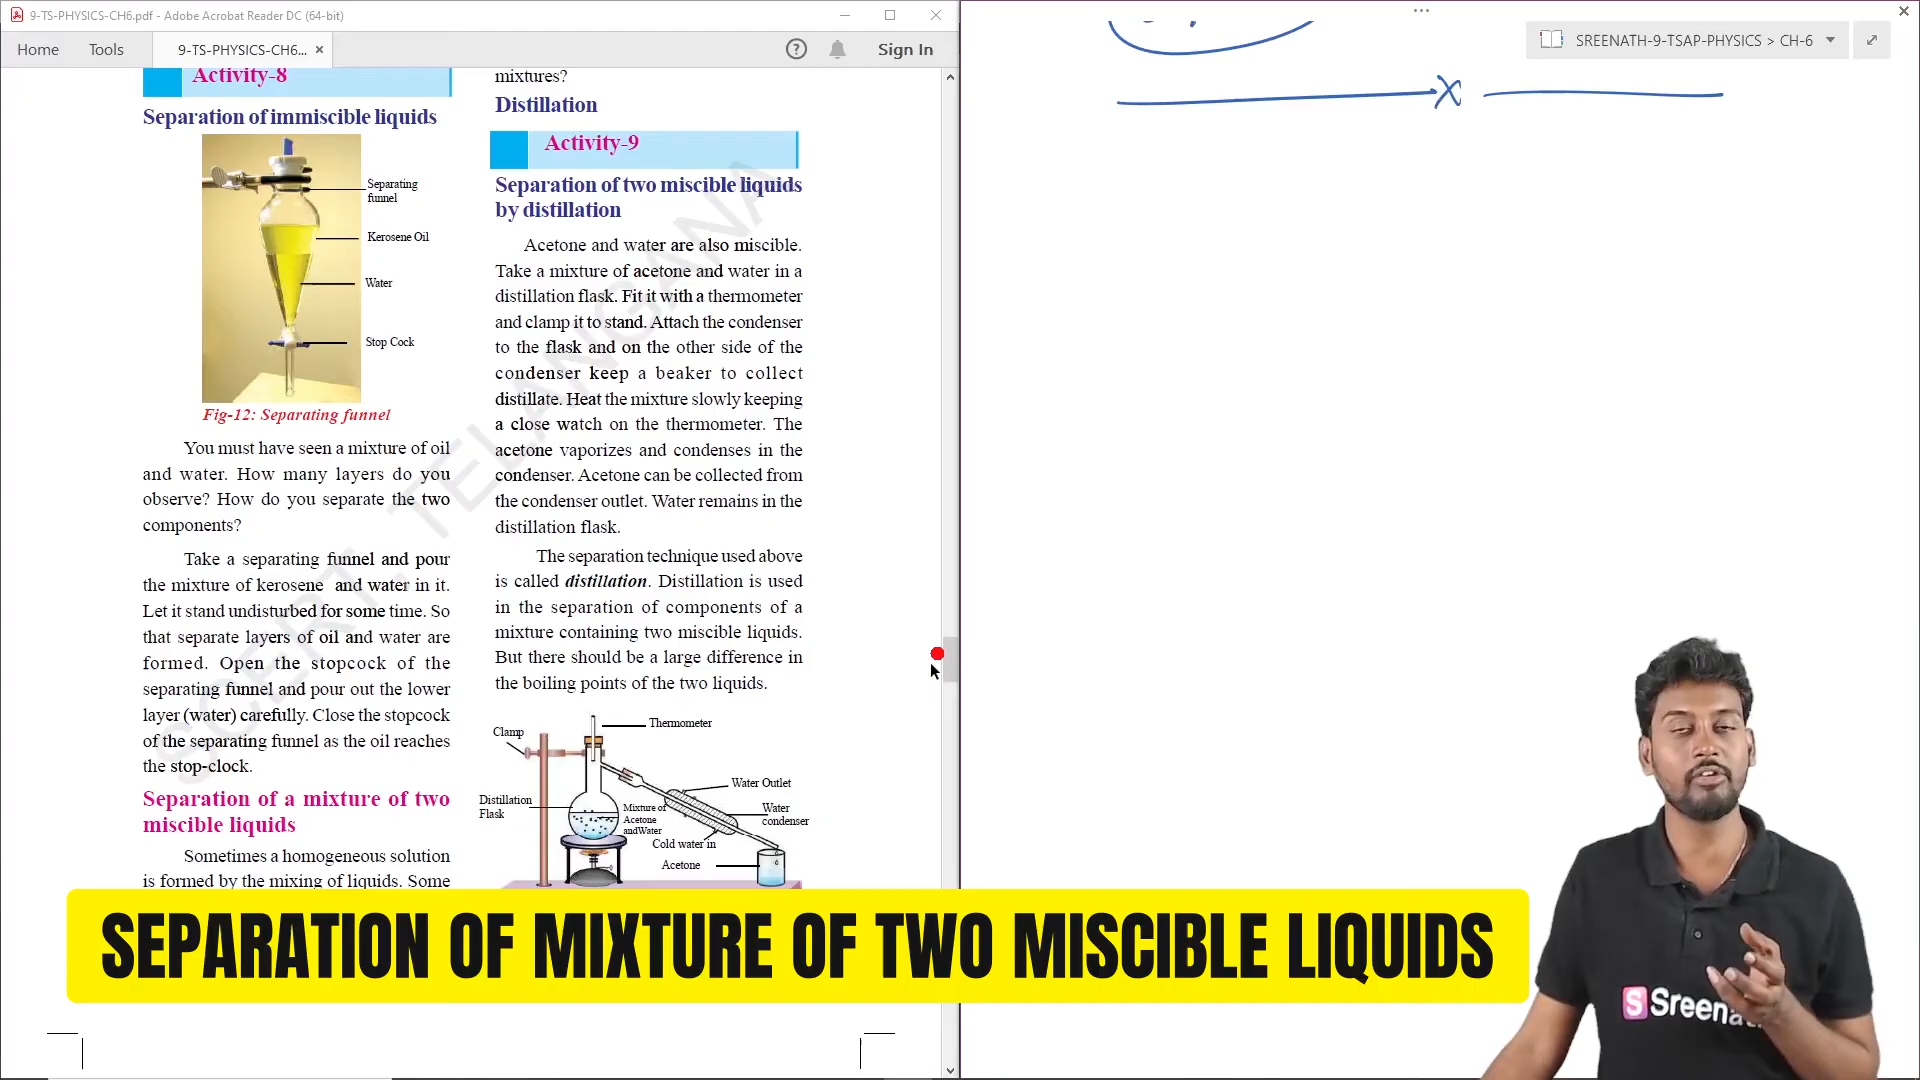 9-TS-PHYSICS-CH6.pdf - Adobe Acrobat Reader DC (64-bit)
Home
Tools
9-TS-PHYSICS-CH6...
Sign In
SREENATH-9-TSAP-PHYSICS > CH-6
Activity-8
Separation of immiscible liquids
Separating
funnel
Kerosene Oil
Water
Stop Cock
Fig-12: Separating funnel
You must have seen a mixture of oil
and water. How many layers do you
observe? How do you separate the two
components?
Take a separating funnel and pour
the mixture of kerosene and water in it.
Let it stand undisturbed for some time. So
that separate layers of oil and water are
formed. Open the stopcock of the
separating funnel and pour out the lower
layer (water) carefully. Close the stopcock
of the separating funnel as the oil reaches
the stop-clock.
Separation of a mixture of two
miscible liquids
Sometimes a homogeneous solution
is formed by the mixing of liquids. Some
mixtures?
Distillation
Activity-9
Separation of two miscible liquids
by distillation
Acetone and water are also miscible.
Take a mixture of acetone and water in a
distillation flask. Fit it with a thermometer
and clamp it to stand. Attach the condenser
to the flask and on the other side of the
condenser keep a beaker to collect
distillate. Heat the mixture slowly keeping
a close watch on the thermometer. The
acetone vaporizes and condenses in the
condenser. Acetone can be collected from
the condenser outlet. Water remains in the
distillation flask.
The separation technique used above
is called distillation. Distillation is used
in the separation of components of a
mixture containing two miscible liquids.
But there should be a large difference in
the boiling points of the two liquids.
Thermometer
Clamp
Water Outlet
Distillation
Flask
Mixture of
Acetone
andWater
Water
condenser
Cold water in
Acetone
SCERT, TELANGANA
SEPARATION OF MIXTURE OF TWO MISCIBLE LIQUIDS
S